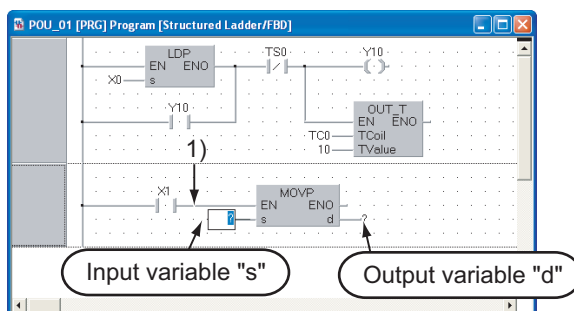 POU_01 [PRG] Program [Structured Ladder/FBD]
LDP TS0 Y10
EN ENO
X0 s
Y10
OUT_T
EN ENO
TC0 TCoil
10 TValue
1)
X1 MOVP
EN ENO
? s d ?
Input variable "s" Output variable "d"